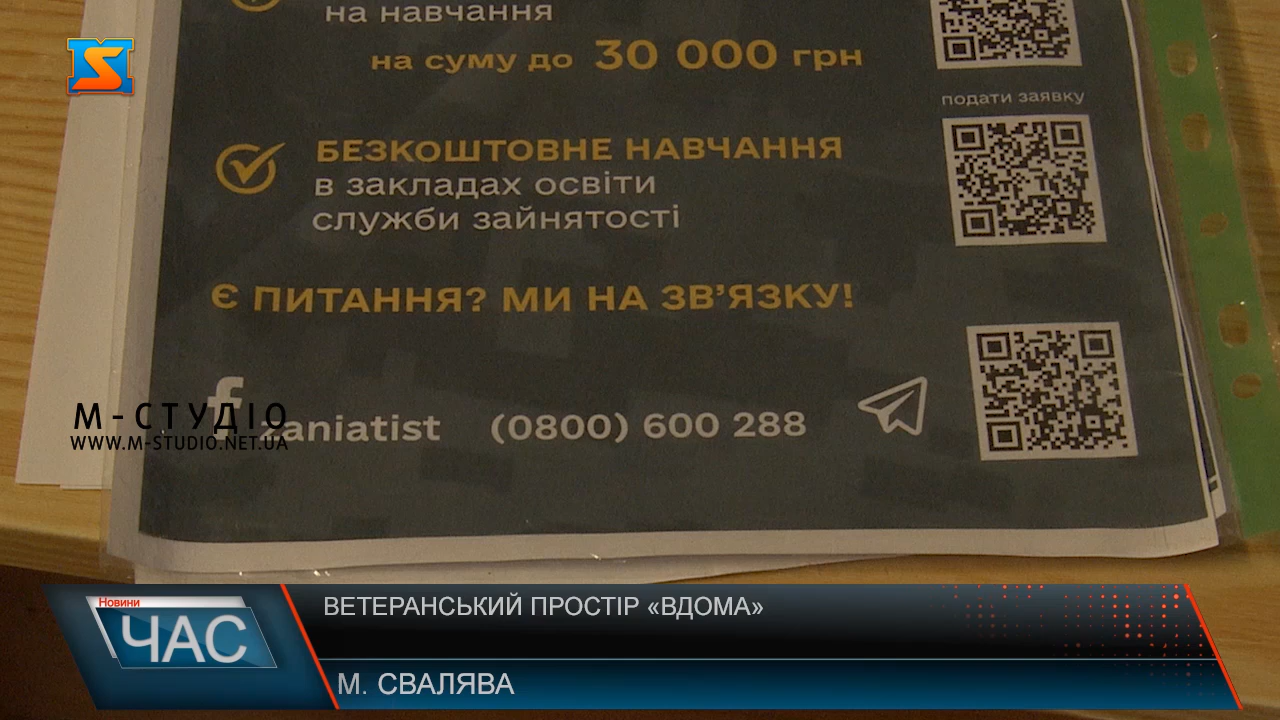 на навчання
на суму до 30 000 грн
подати заявку
БЕЗКОШТОВНЕ НАВЧАННЯ
в закладах освіти
служби зайнятості
Є ПИТАННЯ? МИ НА ЗВ'ЯЗКУ!
М-СТУДІО
WWW.M-STUDIO.NET.UA
zaniatist (0800) 600 288
Новини
ЧАС
ВЕТЕРАНСЬКИЙ ПРОСТІР «ВДОМА»
М. СВАЛЯВА